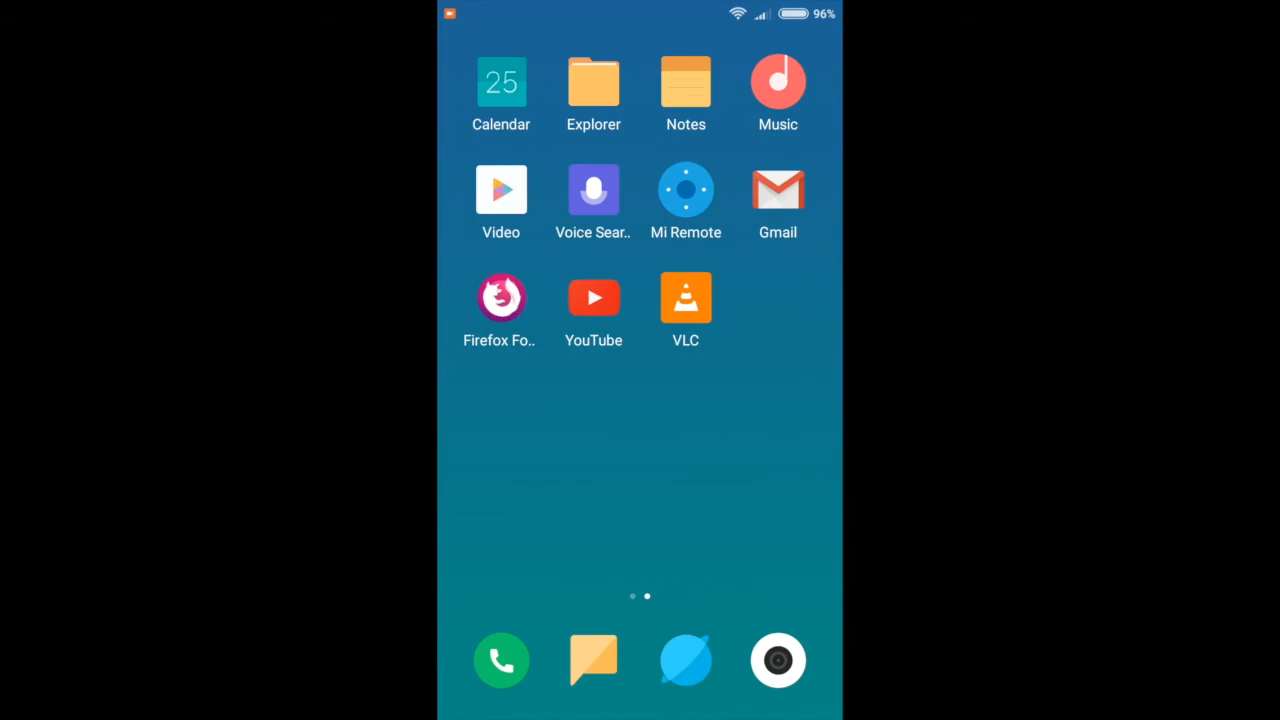 96%
25
Calendar Explorer Notes Music
Video Voice Sear.. Mi Remote Gmail
Firefox Fo.. YouTube VLC